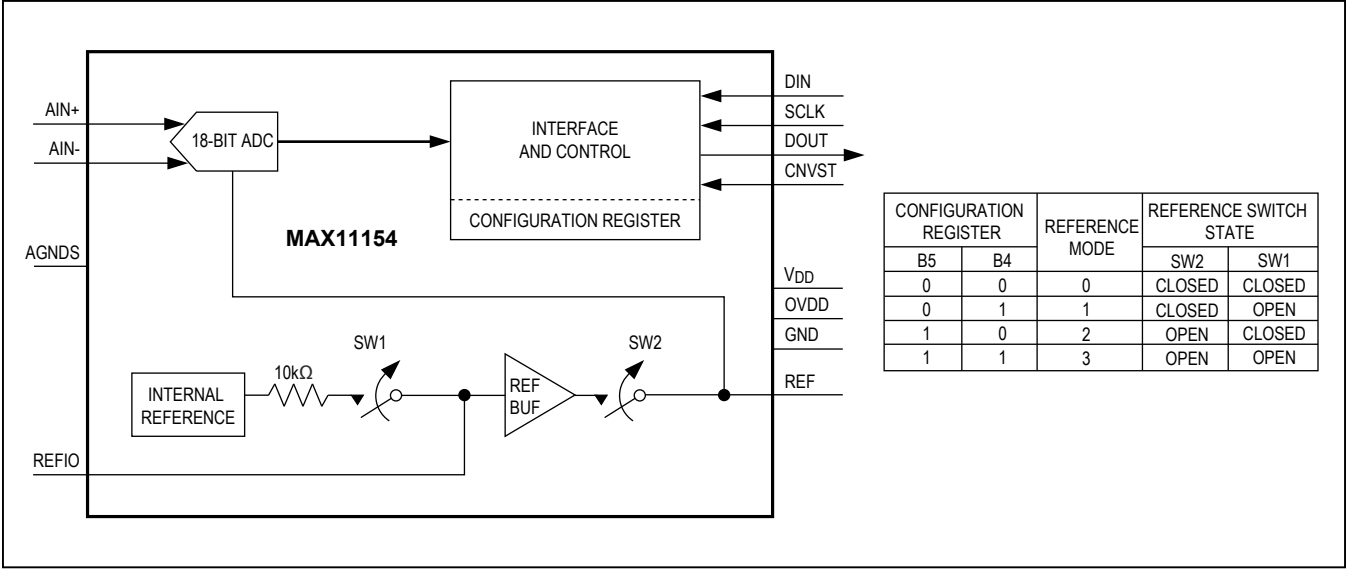 AIN+
AIN-
AGNDS
REFIO
18-BIT ADC
INTERFACE
AND CONTROL
CONFIGURATION REGISTER
MAX11154
INTERNAL
REFERENCE
10kΩ
SW1
REF
BUF
SW2
DIN
SCLK
DOUT
CNVST
VDD
OVDD
GND
REF
CONFIGURATION
REGISTER
REFERENCE
MODE
REFERENCE SWITCH
STATE
B5 B4 SW2 SW1
0 0 0 CLOSED CLOSED
0 1 1 CLOSED OPEN
1 0 2 OPEN CLOSED
1 1 3 OPEN OPEN